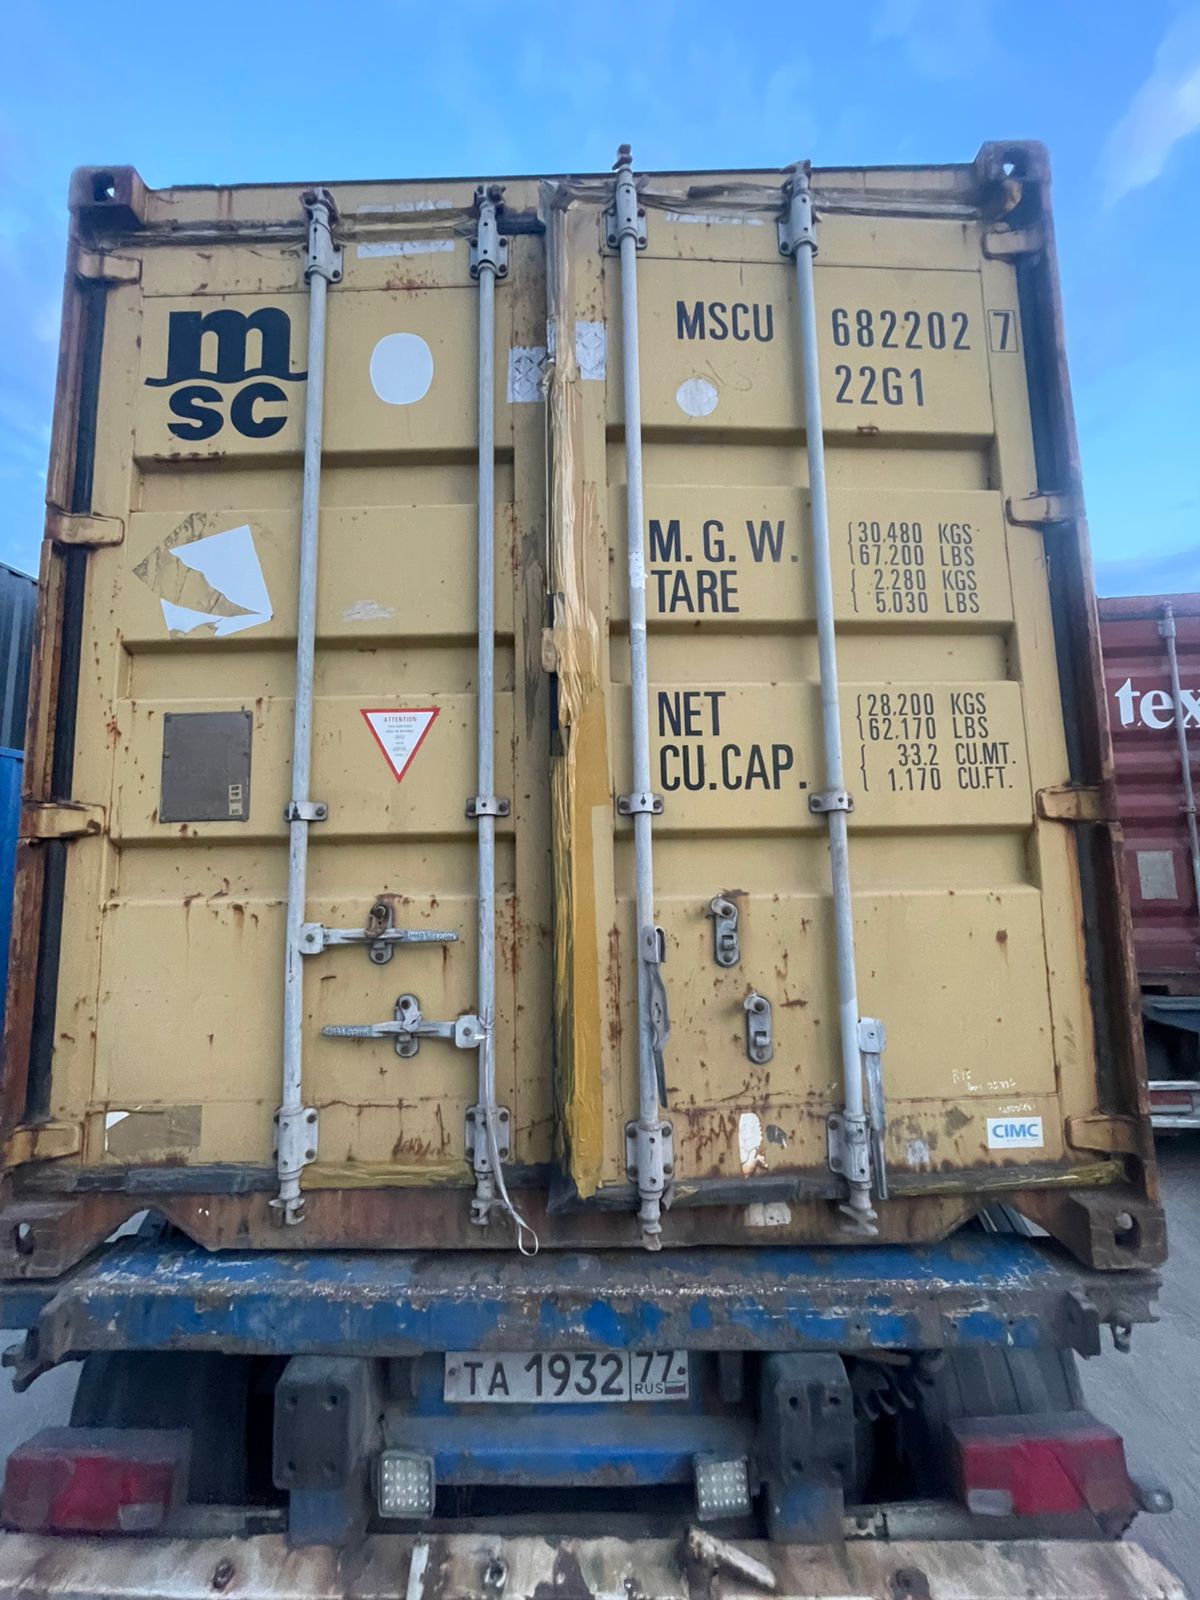 msc
MSCU 682202 7
22G1
M.G.W. 30.480 KGS
67.200 LBS
TARE 2.280 KGS
5.030 LBS
ATTENTION
NET 28.200 KGS
62.170 LBS
CU.CAP. 33.2 CU.MT.
1.170 CU.FT.
tex
CIMC
TA 1932 77
RUS